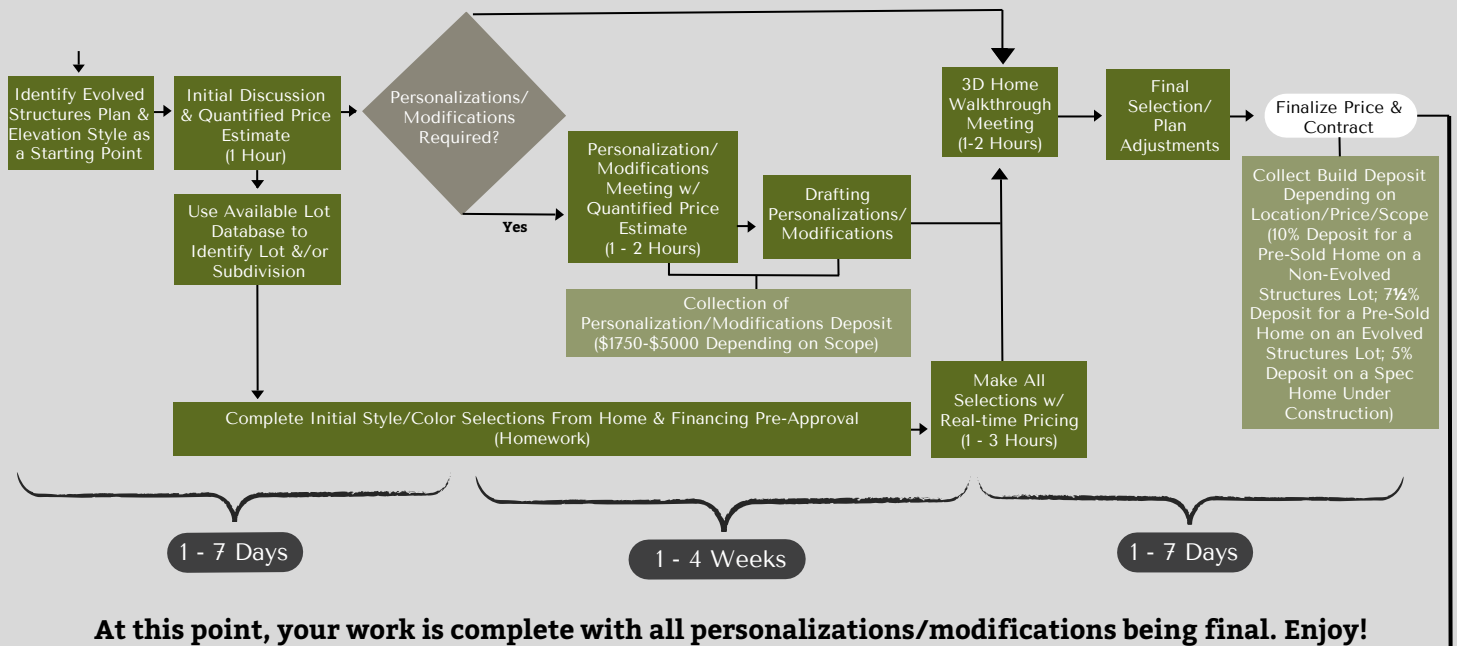 Identify Evolved
Structures Plan &
Elevation Style as
a Starting Point
Initial Discussion
& Quantified Price
Estimate
(1 Hour)
Personalizations/
Modifications
Required?
Use Available Lot
Database to
Identify Lot &/or
Subdivision
Yes
Personalization/
Modifications
Meeting w/
Quantified Price
Estimate
(1 - 2 Hours)
Drafting
Personalizations/
Modifications
Collection of
Personalization/Modifications Deposit
($1750-$5000 Depending on Scope)
Complete Initial Style/Color Selections From Home & Financing Pre-Approval
(Homework)
Make All
Selections w/
Real-time Pricing
(1 - 3 Hours)
3D Home
Walkthrough
Meeting
(1-2 Hours)
Final
Selection/
Plan
Adjustments
Finalize Price &
Contract
Collect Build Deposit
Depending on
Location/Price/Scope
(10% Deposit for a
Pre-Sold Home on a
Non-Evolved
Structures Lot; 7½%
Deposit for a Pre-Sold
Home on an Evolved
Structures Lot; 5%
Deposit on a Spec
Home Under
Construction)
1 - 7 Days
1 - 4 Weeks
1 - 7 Days
At this point, your work is complete with all personalizations/modifications being final. Enjoy!